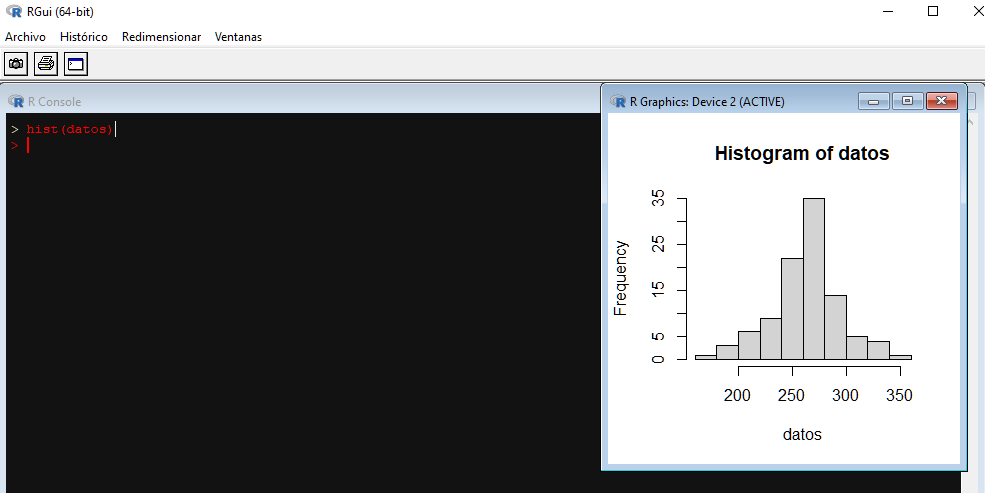 RGui (64-bit)
Archivo Histórico Redimensionar Ventanas
R Console
> hist(datos)
>
R Graphics: Device 2 (ACTIVE)
Histogram of datos
Frequency
35
25
15
5
0
200 250 300 350
datos